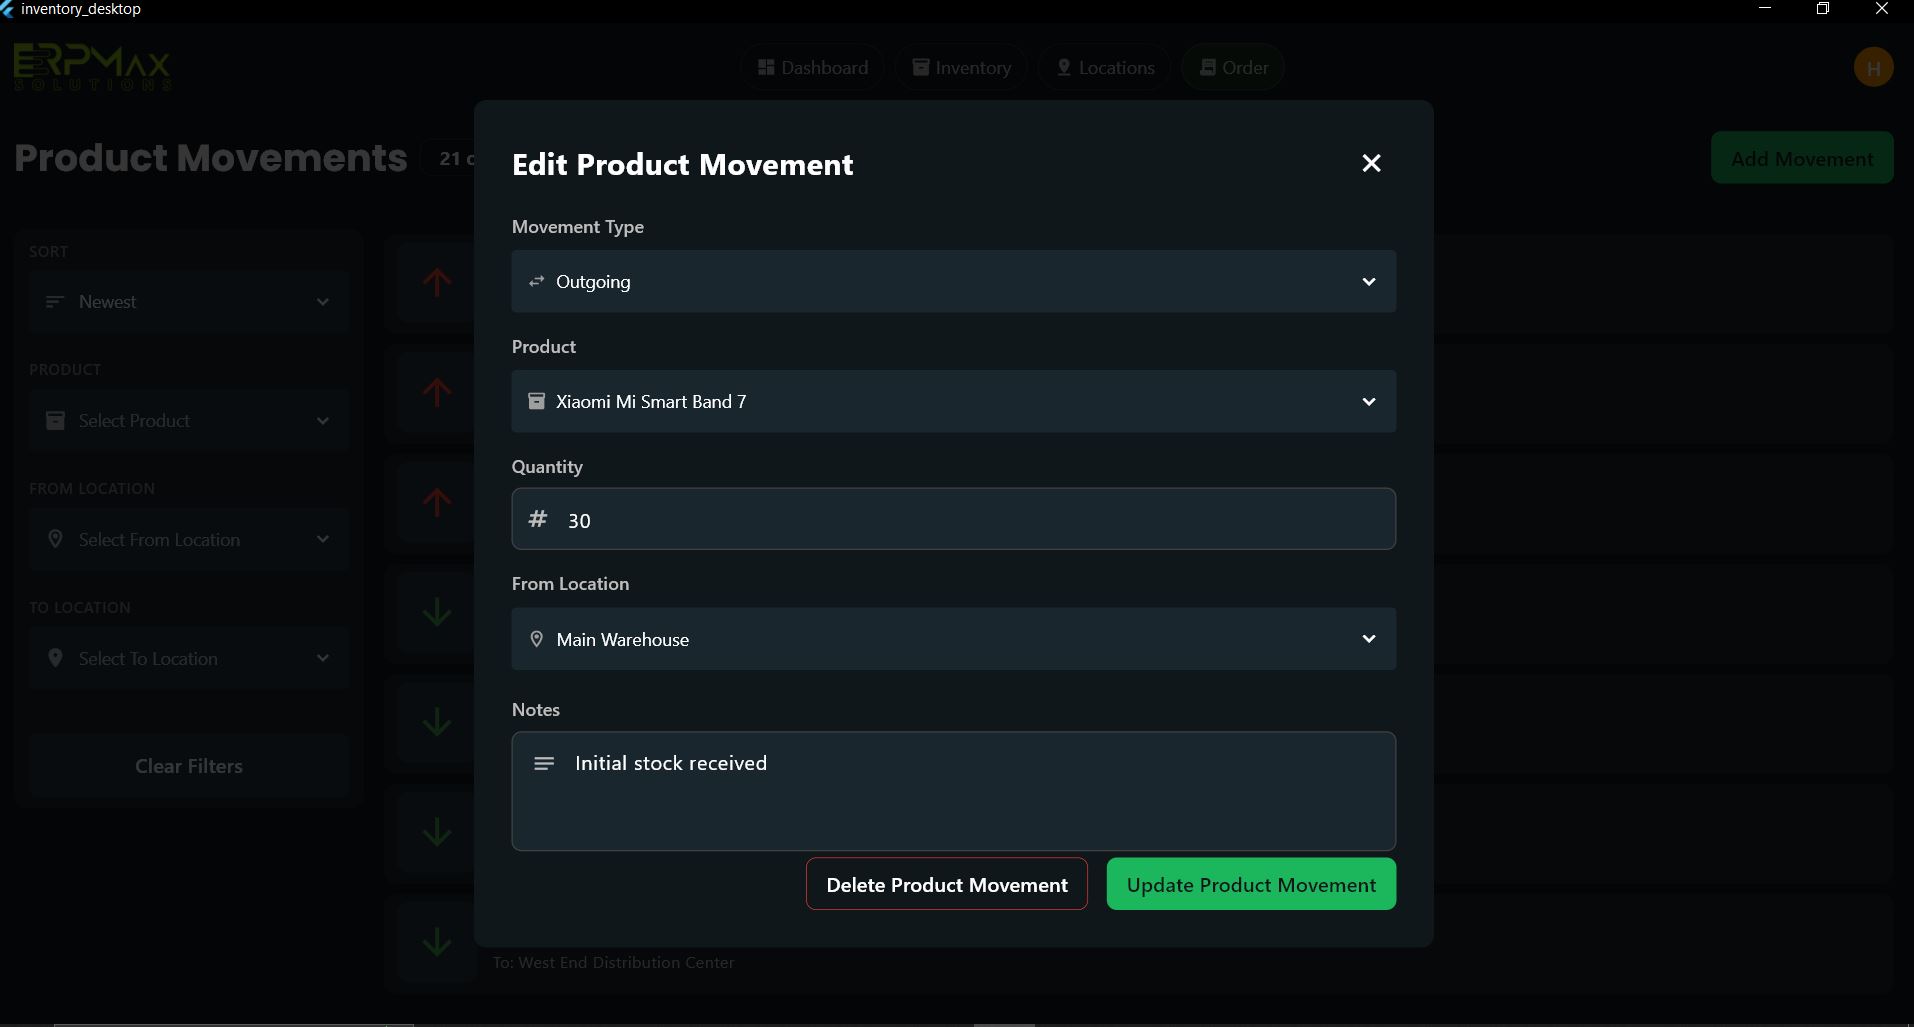 inventory_desktop
ERPMAX
SOLUTIONS
Dashboard
Inventory
Locations
Order
H
Product Movements
21
Add Movement
SORT
Newest
PRODUCT
Select Product
FROM LOCATION
Select From Location
TO LOCATION
Select To Location
Clear Filters
Edit Product Movement
Movement Type
Outgoing
Product
Xiaomi Mi Smart Band 7
Quantity
# 30
From Location
Main Warehouse
Notes
Initial stock received
Delete Product Movement
Update Product Movement
To: West End Distribution Center